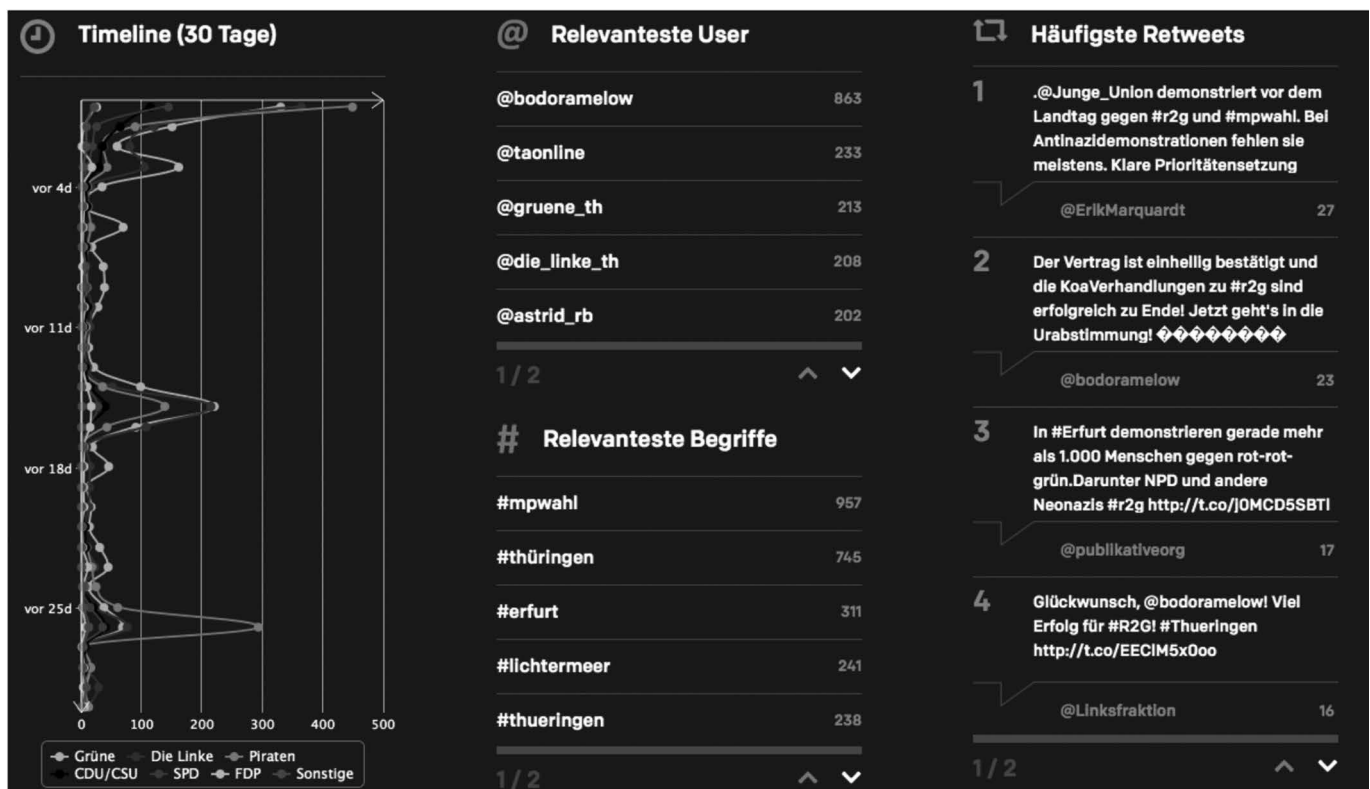 Timeline (30 Tage)
vor 4d
vor 11d
vor 18d
vor 25d
0 100 200 300 400 500
Grüne Die Linke Piraten
CDU/CSU SPD FDP Sonstige
@ Relevanteste User
@bodoramelow 863
@taonline 233
@gruene_th 213
@die_linke_th 208
@astrid_rb 202
1 / 2
# Relevanteste Begriffe
#mpwahl 957
#thüringen 745
#erfurt 311
#lichtermeer 241
#thueringen 238
1 / 2
Häufigste Retweets
1 .@Junge_Union demonstriert vor dem
Landtag gegen #r2g und #mpwahl. Bei
Antinazidemonstrationen fehlen sie
meistens. Klare Prioritätensetzung
@ErikMarquardt 27
2 Der Vertrag ist einhellig bestätigt und
die KoaVerhandlungen zu #r2g sind
erfolgreich zu Ende! Jetzt geht's in die
Urabstimmung! ��������
@bodoramelow 23
3 In #Erfurt demonstrieren gerade mehr
als 1.000 Menschen gegen rot-rot-
grün.Darunter NPD und andere
Neonazis #r2g http://t.co/j0MCD5SBTl
@publikativeorg 17
4 Glückwunsch, @bodoramelow! Viel
Erfolg für #R2G! #Thueringen
http://t.co/EEClM5x0oo
@Linksfraktion 16
1 / 2